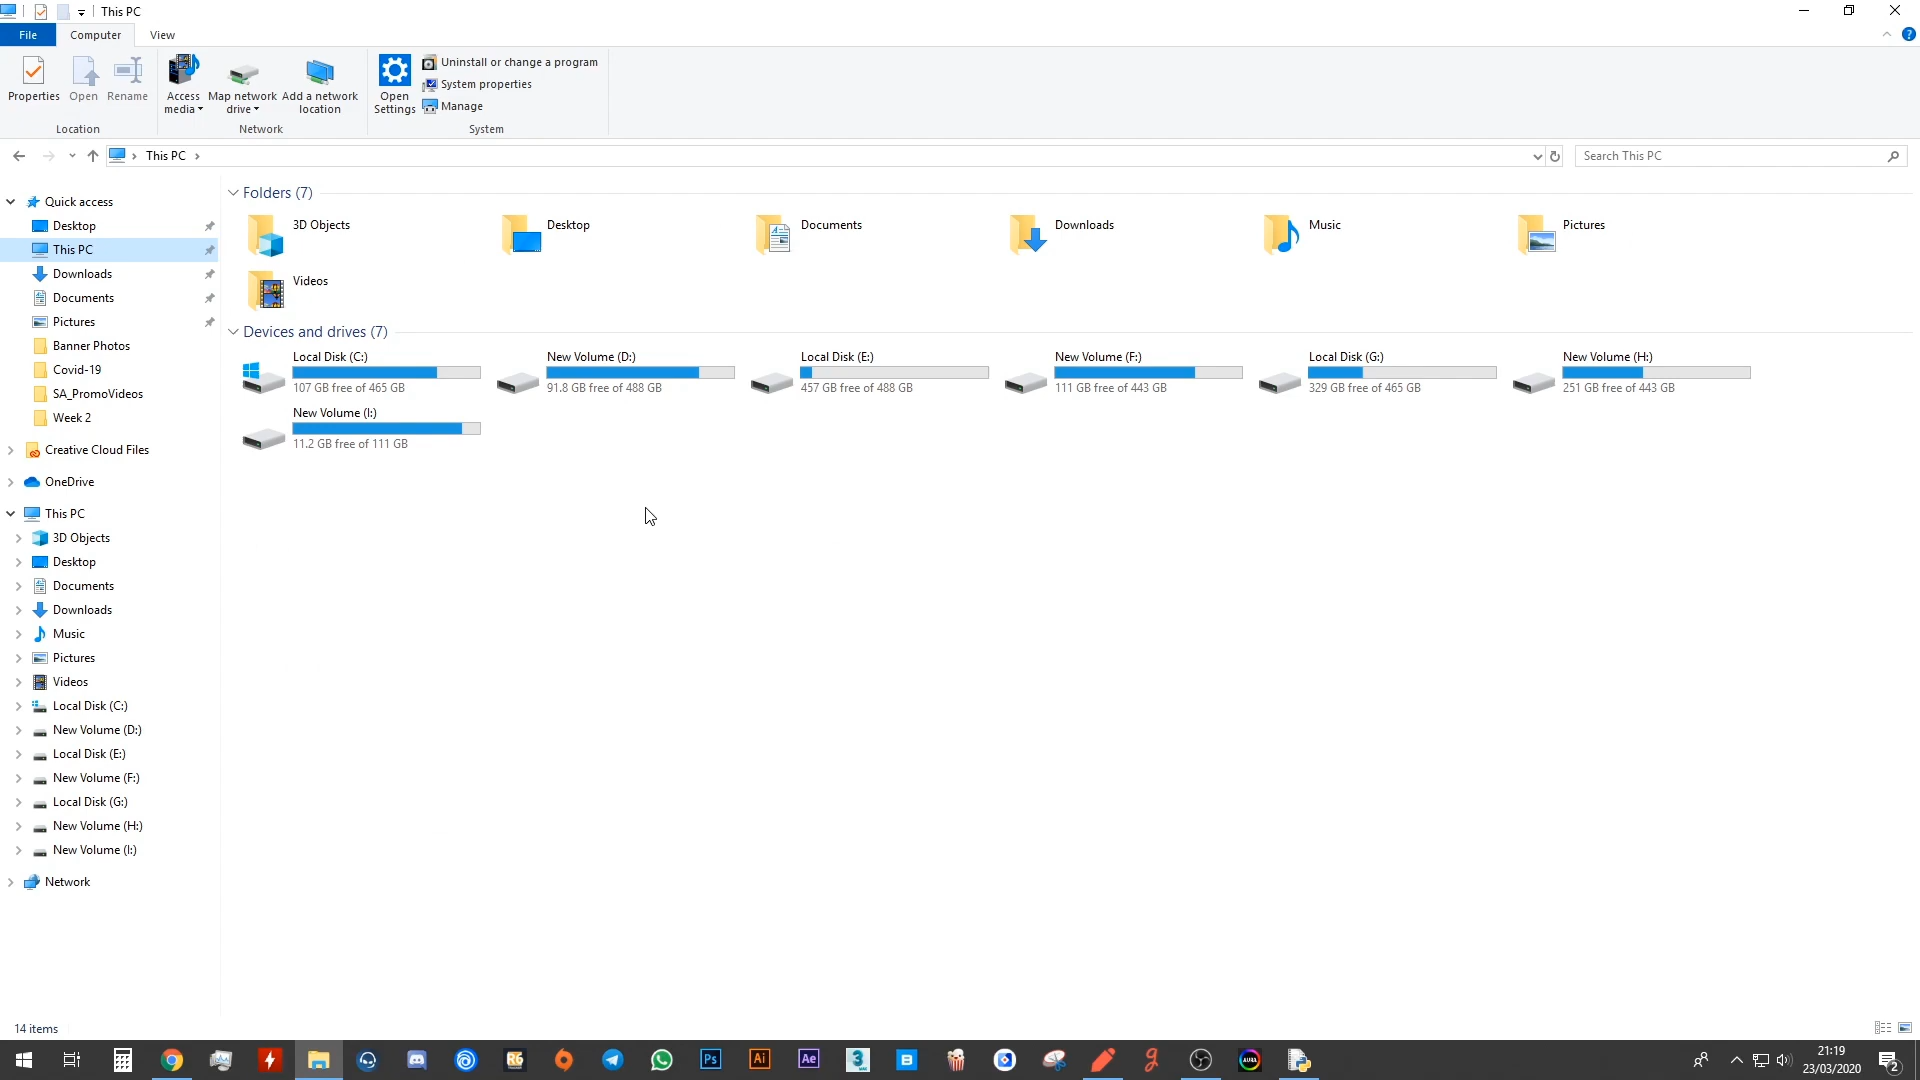 This PC
File
Computer
View
Properties
Open
Rename
Access
media
Map network
drive
Add a network
location
Open
Settings
Uninstall or change a program
System properties
Manage
Location
Network
System
This PC
Search This PC
Quick access
Desktop
This PC
Downloads
Documents
Pictures
Banner Photos
Covid-19
SA_PromoVideos
Week 2
Creative Cloud Files
OneDrive
This PC
3D Objects
Desktop
Documents
Downloads
Music
Pictures
Videos
Local Disk (C:)
New Volume (D:)
Local Disk (E:)
New Volume (F:)
Local Disk (G:)
New Volume (H:)
New Volume (I:)
Network
Folders (7)
3D Objects
Desktop
Documents
Downloads
Music
Pictures
Videos
Devices and drives (7)
Local Disk (C:)
107 GB free of 465 GB
New Volume (D:)
91.8 GB free of 488 GB
Local Disk (E:)
457 GB free of 488 GB
New Volume (F:)
111 GB free of 443 GB
Local Disk (G:)
329 GB free of 465 GB
New Volume (H:)
251 GB free of 443 GB
New Volume (I:)
11.2 GB free of 111 GB
14 items
R6
Ps
Ai
Ae
3
B
g
AURA
21:19
23/03/2020
2